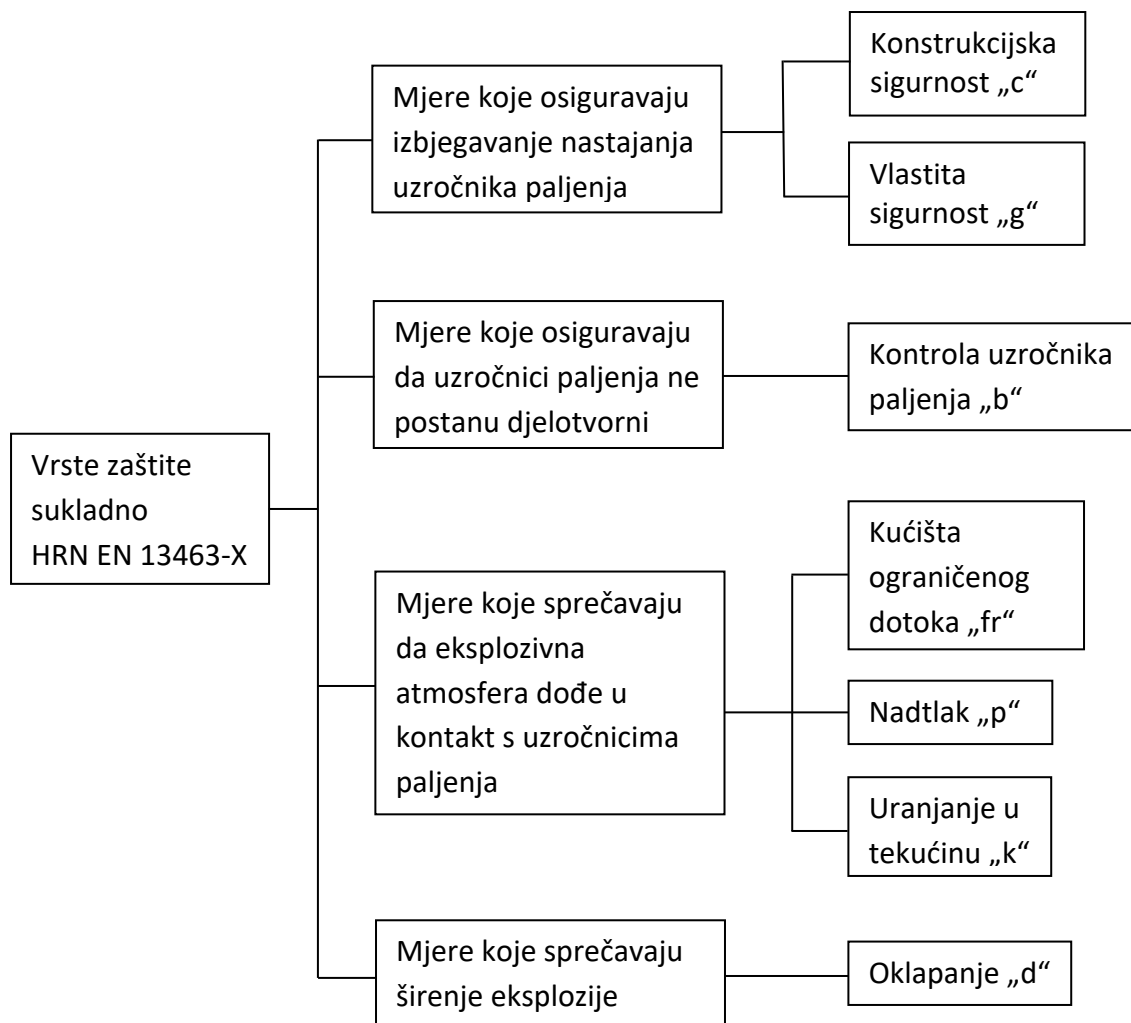 Vrste zaštite
sukladno
HRN EN 13463-X
Mjere koje osiguravaju
izbjegavanje nastajanja
uzročnika paljenja
Konstrukcijska
sigurnost „c“
Vlastita
sigurnost „g“
Mjere koje osiguravaju
da uzročnici paljenja ne
postanu djelotvorni
Kontrola uzročnika
paljenja „b“
Mjere koje sprečavaju
da eksplozivna
atmosfera dođe u
kontakt s uzročnicima
paljenja
Kućišta
ograničenog
dotoka „fr“
Nadtlak „p“
Uranjanje u
tekućinu „k“
Mjere koje sprečavaju
širenje eksplozije
Oklapanje „d“